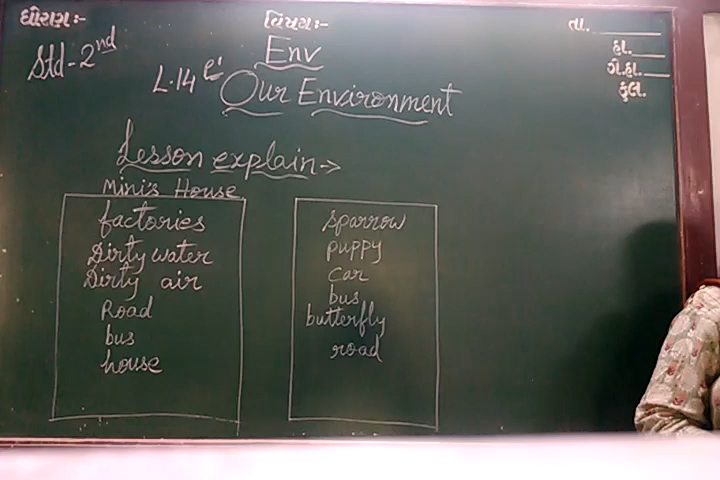 ધોરણ:-
વિષય:-
તા.
હા.
ગે.હા.
કુલ.
Std-2nd
Env
L.14
Our Environment
Lesson explain→
Mini's House
factories
Dirty water
Dirty air
Road
bus
house
sparrow
puppy
car
bus
butterfly
road